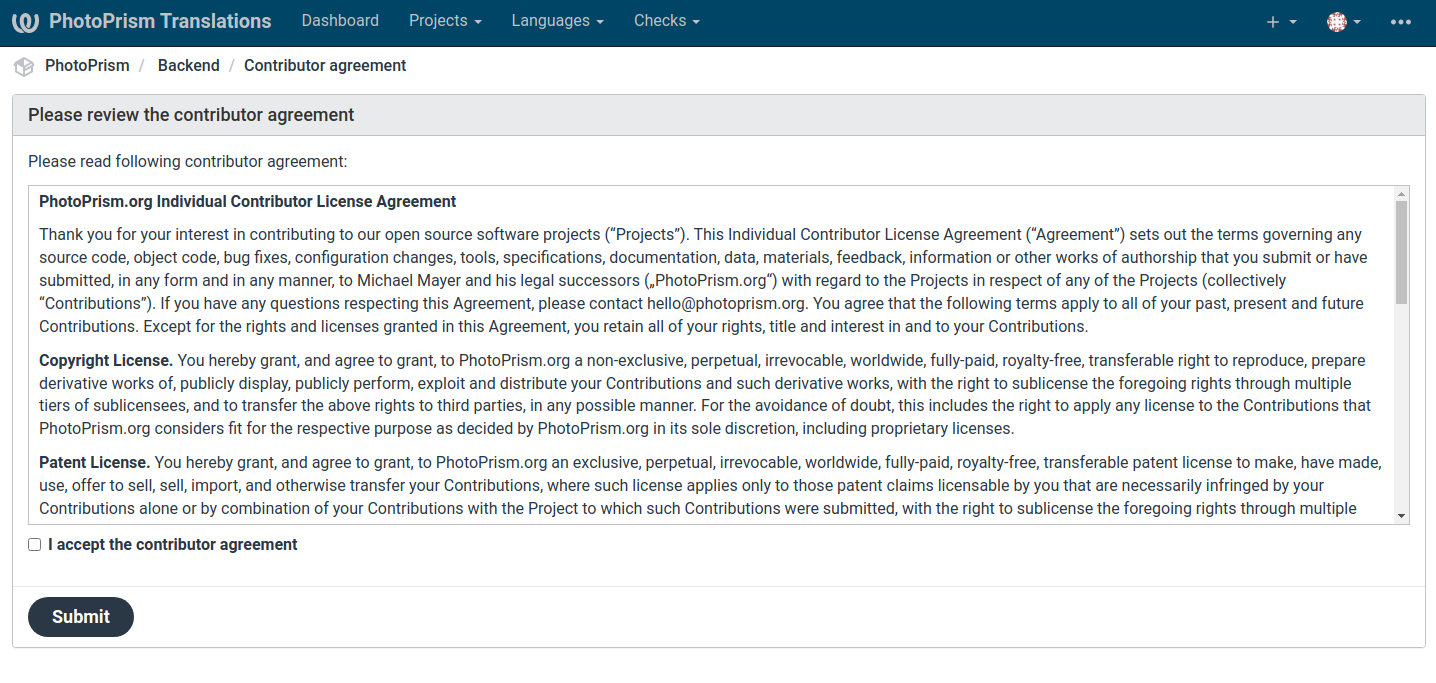 PhotoPrism Translations Dashboard Projects Languages Checks
PhotoPrism / Backend / Contributor agreement
Please review the contributor agreement
Please read following contributor agreement:
PhotoPrism.org Individual Contributor License Agreement
Thank you for your interest in contributing to our open source software projects (“Projects”). This Individual Contributor License Agreement (“Agreement”) sets out the terms governing any
source code, object code, bug fixes, configuration changes, tools, specifications, documentation, data, materials, feedback, information or other works of authorship that you submit or have
submitted, in any form and in any manner, to Michael Mayer and his legal successors („PhotoPrism.org“) with regard to the Projects in respect of any of the Projects (collectively
“Contributions”). If you have any questions respecting this Agreement, please contact hello@photoprism.org. You agree that the following terms apply to all of your past, present and future
Contributions. Except for the rights and licenses granted in this Agreement, you retain all of your rights, title and interest in and to your Contributions.
Copyright License. You hereby grant, and agree to grant, to PhotoPrism.org a non-exclusive, perpetual, irrevocable, worldwide, fully-paid, royalty-free, transferable right to reproduce, prepare
derivative works of, publicly display, publicly perform, exploit and distribute your Contributions and such derivative works, with the right to sublicense the foregoing rights through multiple
tiers of sublicensees, and to transfer the above rights to third parties, in any possible manner. For the avoidance of doubt, this includes the right to apply any license to the Contributions that
PhotoPrism.org considers fit for the respective purpose as decided by PhotoPrism.org in its sole discretion, including proprietary licenses.
Patent License. You hereby grant, and agree to grant, to PhotoPrism.org an exclusive, perpetual, irrevocable, worldwide, fully-paid, royalty-free, transferable patent license to make, have made,
use, offer to sell, sell, import, and otherwise transfer your Contributions, where such license applies only to those patent claims licensable by you that are necessarily infringed by your
Contributions alone or by combination of your Contributions with the Project to which such Contributions were submitted, with the right to sublicense the foregoing rights through multiple
I accept the contributor agreement
Submit